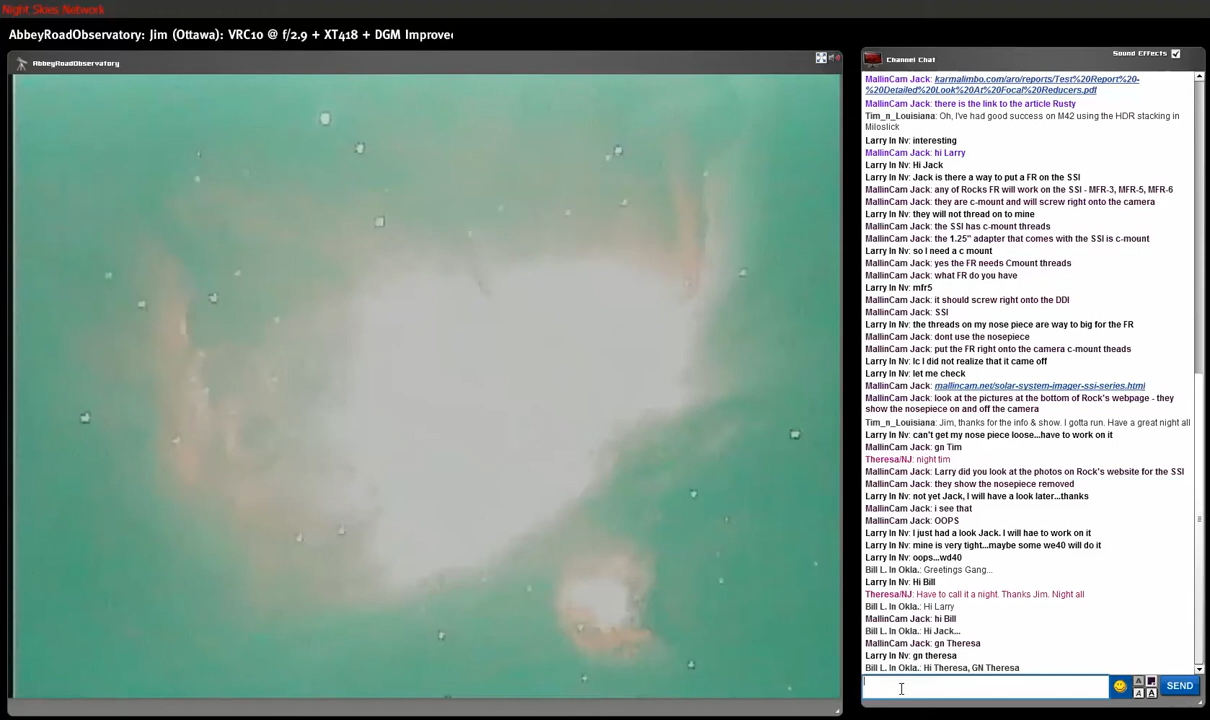 Night Skies Network
AbbeyRoadObservatory: Jim (Ottawa): VRC10 @ f/2.9 + XT418 + DGM Improve
AbbeyRoadObservatory
Sound Effects
Channel Chat
MallinCam Jack: karmalimbo.com/aro/reports/Test%20Report%20-
%20Detailed%20Look%20At%20Focal%20Reducers.pdf
MallinCam Jack: there is the link to the article Rusty
Tim_n_Louisiana: Oh, I've had good success on M42 using the HDR stacking in
Miloslick
Larry In Nv: interesting
MallinCam Jack: hi Larry
Larry In Nv: Hi Jack
Larry In Nv: Jack is there a way to put a FR on the SSI
MallinCam Jack: any of Rocks FR will work on the SSI - MFR-3, MFR-5, MFR-6
MallinCam Jack: they are c-mount and will screw right onto the camera
Larry In Nv: they will not thread on to mine
MallinCam Jack: the SSI has c-mount threads
MallinCam Jack: the 1.25" adapter that comes with the SSI is c-mount
Larry In Nv: so I need a c mount
MallinCam Jack: yes the FR needs Cmount threads
MallinCam Jack: what FR do you have
Larry In Nv: mfr5
MallinCam Jack: it should screw right onto the DDI
MallinCam Jack: SSI
Larry In Nv: the threads on my nose piece are way to big for the FR
MallinCam Jack: dont use the nosepiece
MallinCam Jack: put the FR right onto the camera c-mount theads
Larry In Nv: Ic I did not realize that it came off
Larry In Nv: let me check
MallinCam Jack: mallincam.net/solar-system-imager-ssi-series.html
MallinCam Jack: look at the pictures at the bottom of Rock's webpage - they
show the nosepiece on and off the camera
Tim_n_Louisiana: Jim, thanks for the info & show. I gotta run. Have a great night all
Larry In Nv: can't get my nose piece loose...have to work on it
MallinCam Jack: gn Tim
Theresa/NJ: night tim
MallinCam Jack: Larry did you look at the photos on Rock's website for the SSI
MallinCam Jack: they show the nosepiece removed
Larry In Nv: not yet Jack, I will have a look later...thanks
MallinCam Jack: i see that
MallinCam Jack: OOPS
Larry In Nv: I just had a look Jack. I will hae to work on it
Larry In Nv: mine is very tight...maybe some we40 will do it
Larry In Nv: oops...wd40
Bill L. In Okla.: Greetings Gang...
Larry In Nv: Hi Bill
Theresa/NJ: Have to call it a night. Thanks Jim. Night all
Bill L. In Okla.: Hi Larry
MallinCam Jack: hi Bill
Bill L. In Okla.: Hi Jack...
MallinCam Jack: gn Theresa
Larry In Nv: gn theresa
Bill L. In Okla.: Hi Theresa, GN Theresa
A
A A
SEND